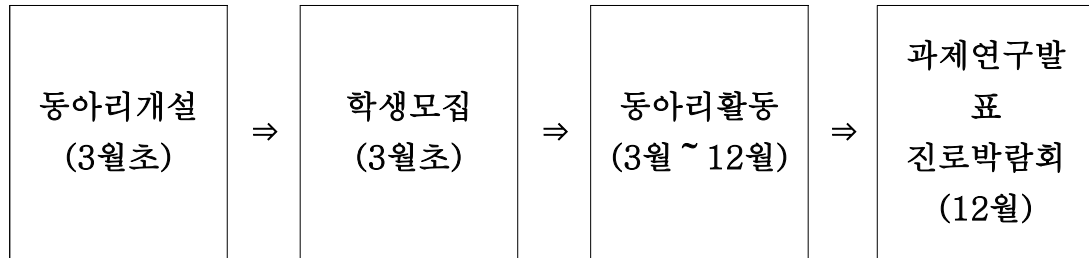 동아리개설
(3월초)
⇒
학생모집
(3월초)
⇒
동아리활동
(3월 ~ 12월)
⇒
과제연구발
표
진로박람회
(12월)